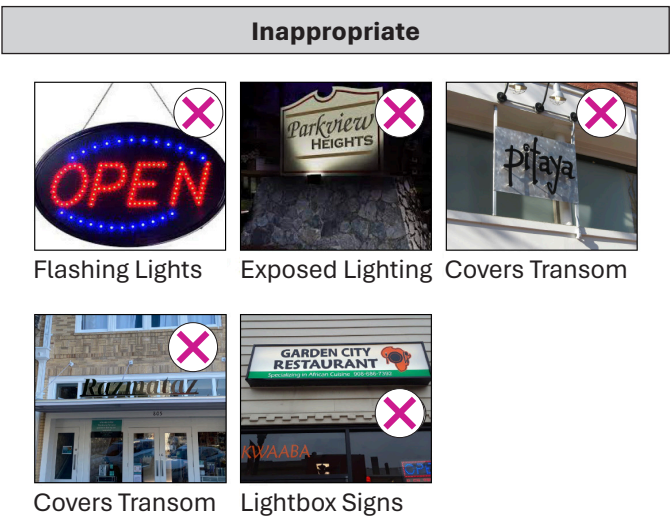 Inappropriate
OPEN
Parkview
HEIGHTS
pitaya
Flashing Lights
Exposed Lighting
Covers Transom
Razmataz
GARDEN CITY
RESTAURANT
Specializing in African Cuisine
KWAABA
Covers Transom
Lightbox Signs